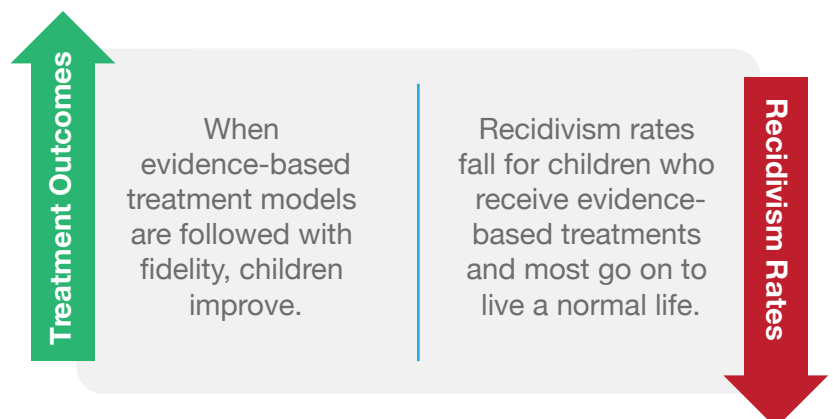 Treatment Outcomes
When
evidence-based
treatment models
are followed with
fidelity, children
improve.
Recidivism rates
fall for children who
receive evidence-
based treatments
and most go on to
live a normal life.
Recidivism Rates